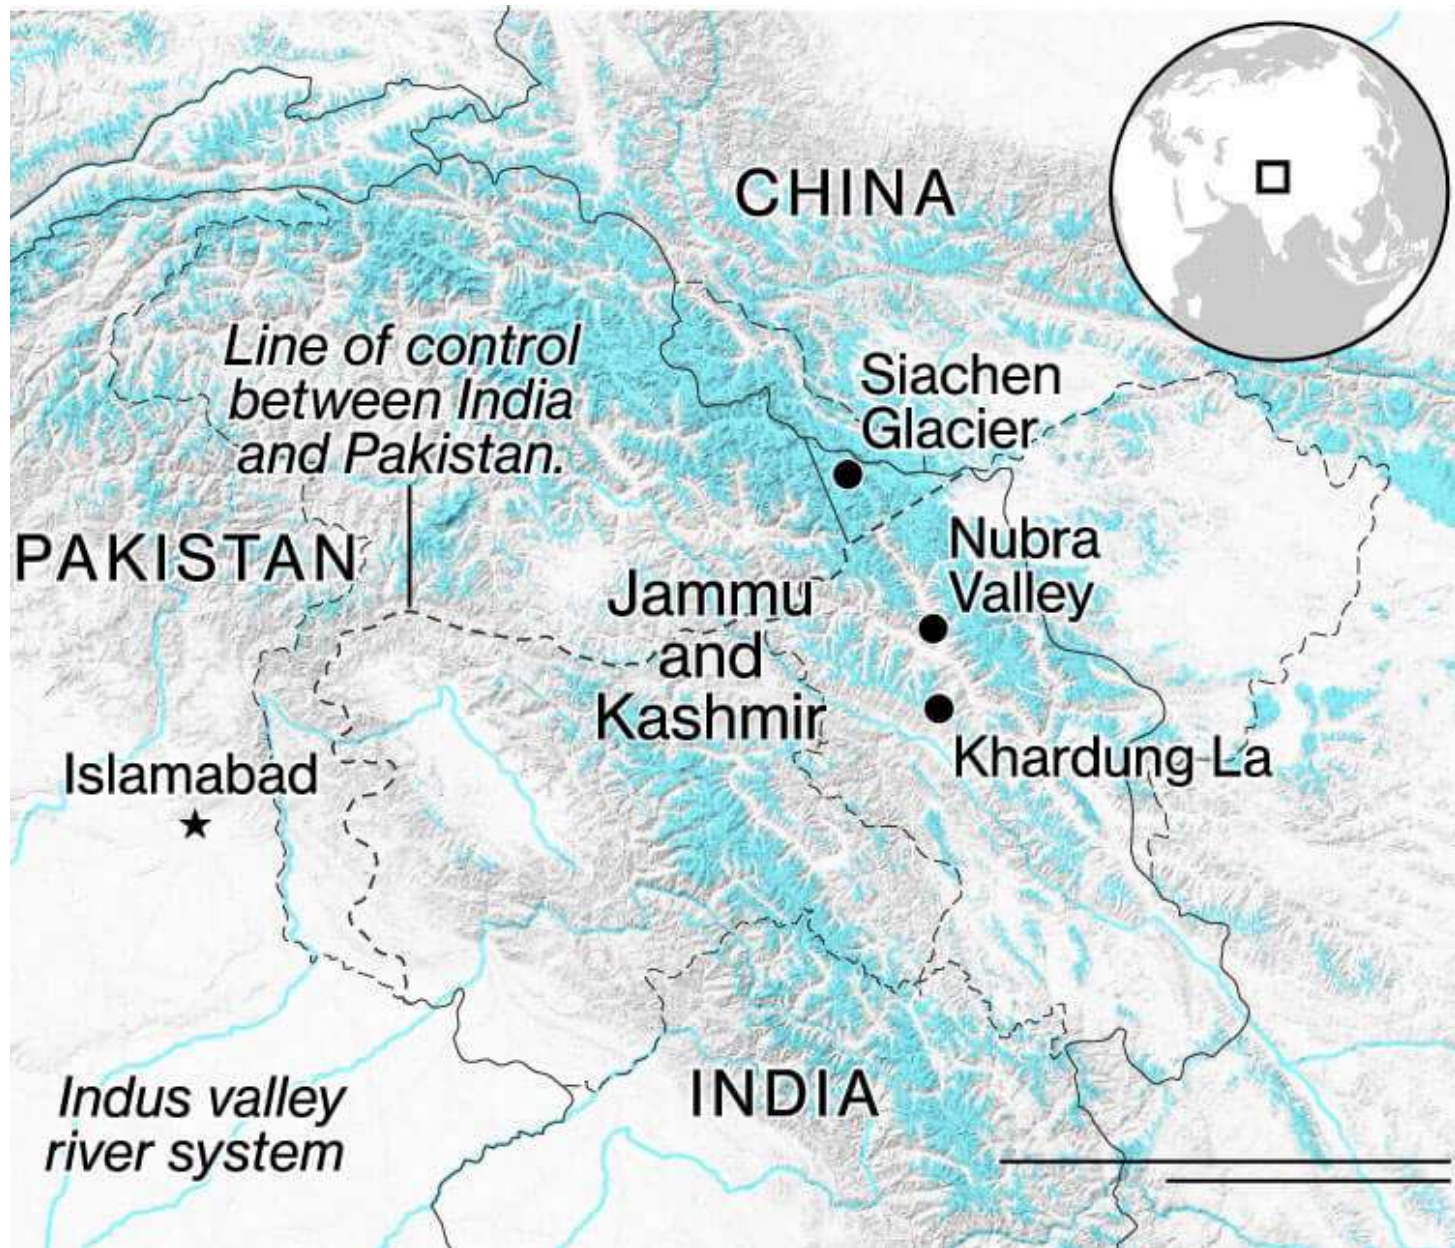 CHINA
Line of control
between India
and Pakistan.
Siachen
Glacier
PAKISTAN
Nubra
Valley
Jammu
and
Kashmir
Khardung La
Islamabad
Indus valley
river system
INDIA